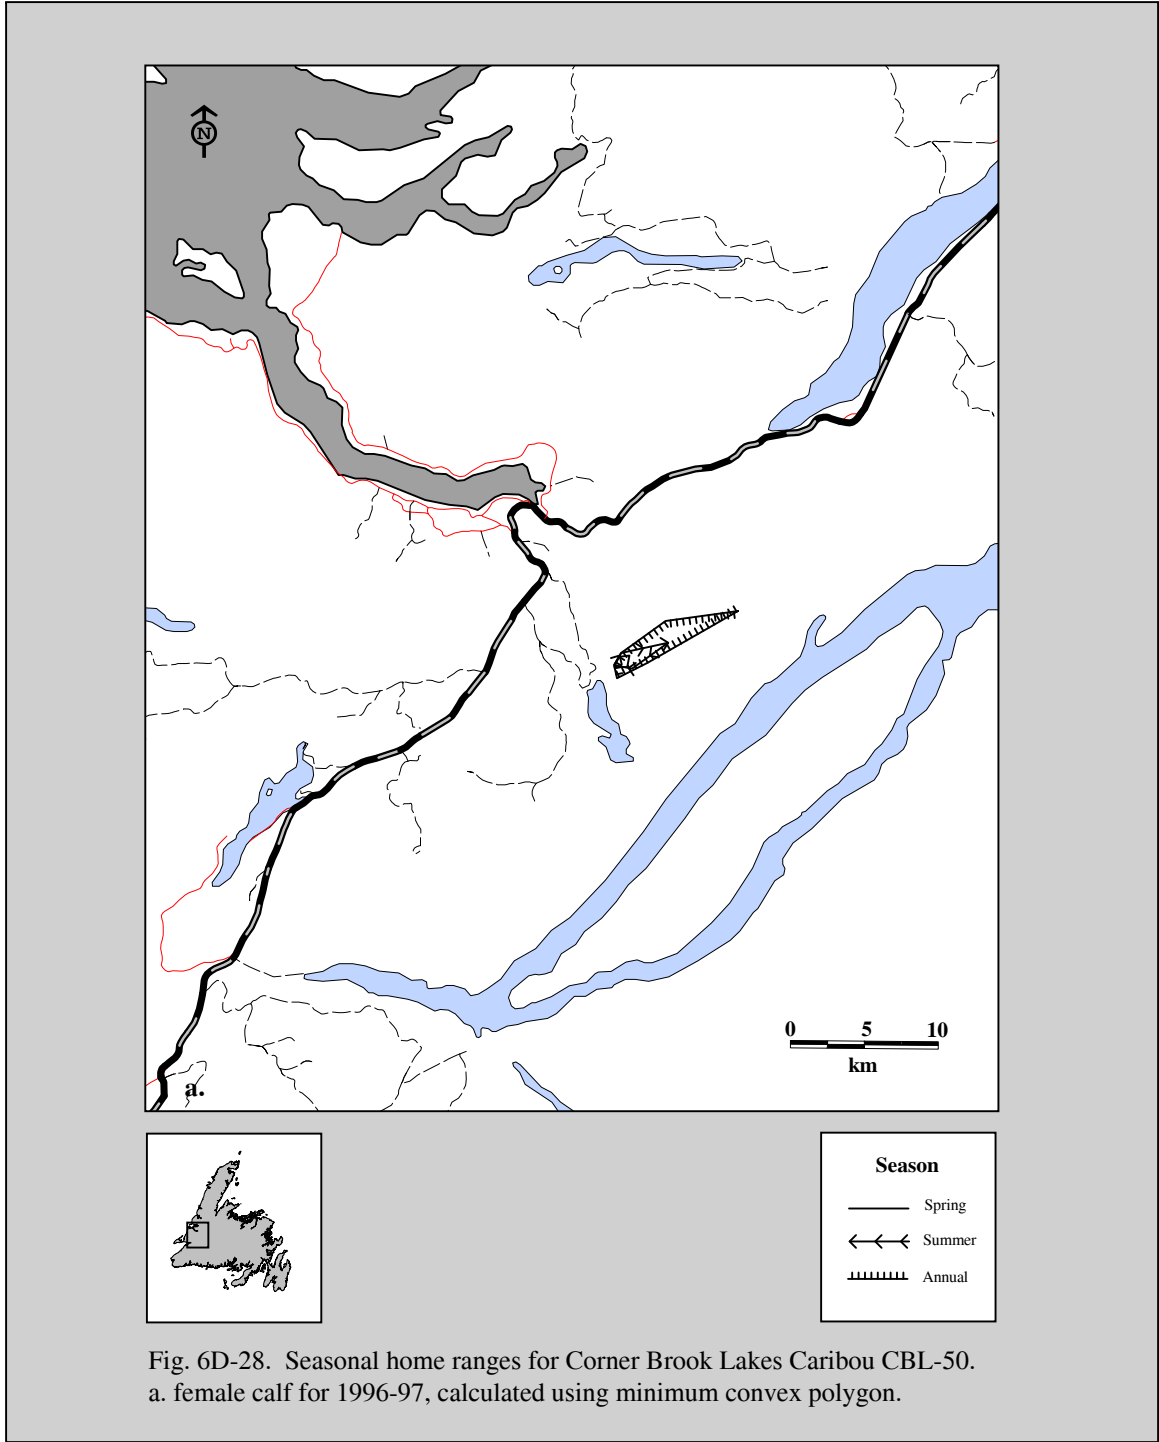 N
0 5 10
km
a.
Season
Spring
Summer
Annual
Fig. 6D-28. Seasonal home ranges for Corner Brook Lakes Caribou CBL-50.
a. female calf for 1996-97, calculated using minimum convex polygon.